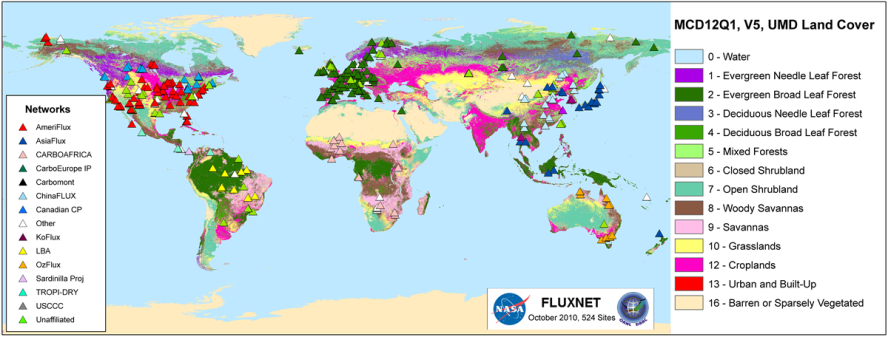 MCD12Q1, V5, UMD Land Cover
0 - Water
1 - Evergreen Needle Leaf Forest
2 - Evergreen Broad Leaf Forest
3 - Deciduous Needle Leaf Forest
4 - Deciduous Broad Leaf Forest
5 - Mixed Forests
6 - Closed Shrubland
7 - Open Shrubland
8 - Woody Savannas
9 - Savannas
10 - Grasslands
12 - Croplands
13 - Urban and Built-Up
16 - Barren or Sparsely Vegetated
Networks
AmeriFlux
AsiaFlux
CARBOAFRICA
CarboEurope IP
Carbomont
ChinaFLUX
Canadian CP
Other
KoFlux
LBA
OzFlux
Sardinilla Proj
TROPI-DRY
USCCC
Unaffiliated
NASA
FLUXNET
October 2010, 524 Sites